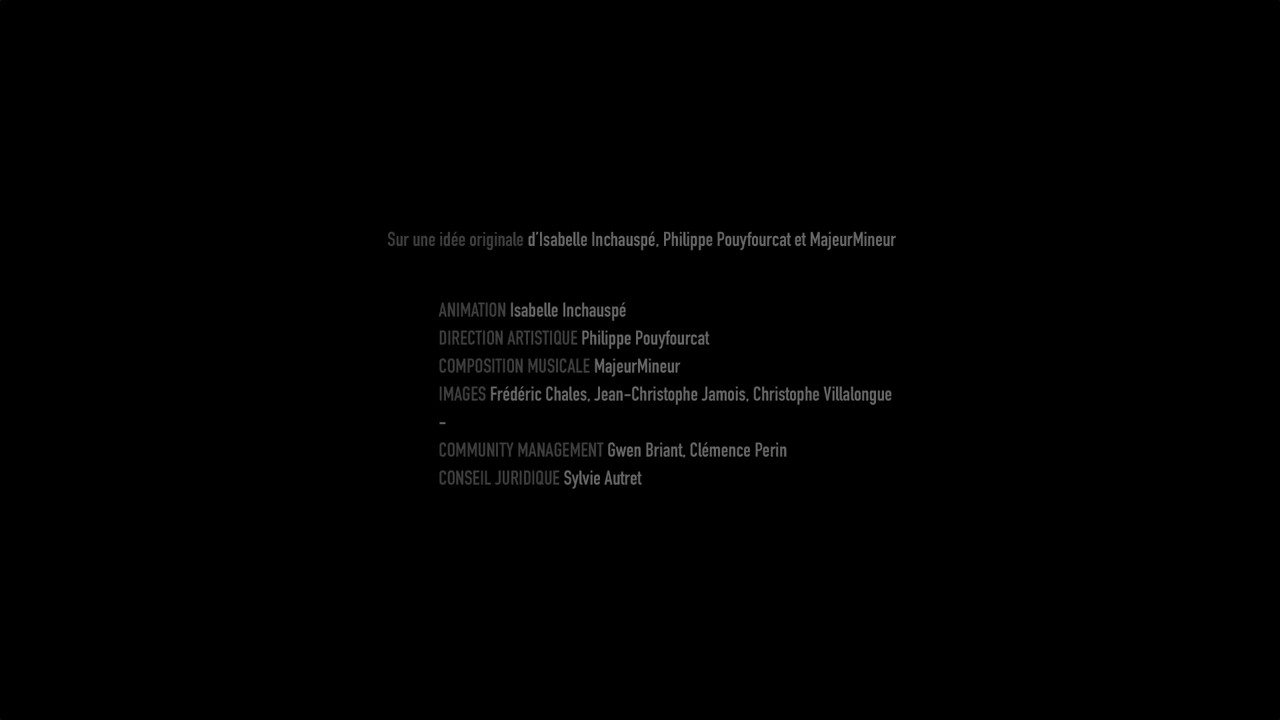 Sur une idée originale d'Isabelle Inchauspé, Philippe Pouyfourcat et MajeurMineur
ANIMATION Isabelle Inchauspé
DIRECTION ARTISTIQUE Philippe Pouyfourcat
COMPOSITION MUSICALE MajeurMineur
IMAGES Frédéric Chales, Jean-Christophe Jamois, Christophe Villalongue
-
COMMUNITY MANAGEMENT Gwen Briant, Clémence Perin
CONSEIL JURIDIQUE Sylvie Autret